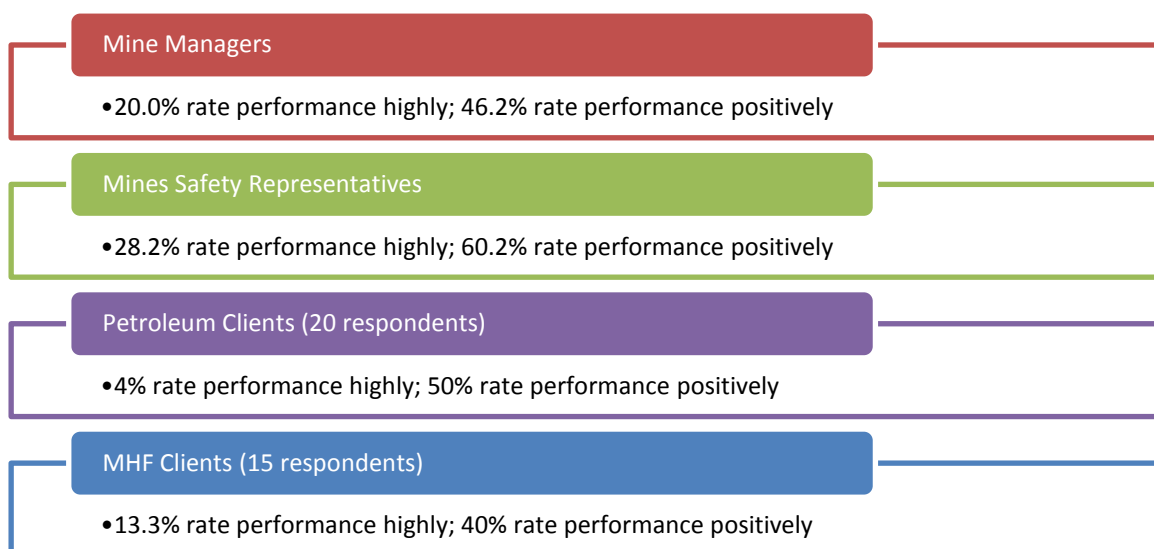 Mine Managers
•20.0% rate performance highly; 46.2% rate performance positively
Mines Safety Representatives
•28.2% rate performance highly; 60.2% rate performance positively
Petroleum Clients (20 respondents)
•4% rate performance highly; 50% rate performance positively
MHF Clients (15 respondents)
•13.3% rate performance highly; 40% rate performance positively